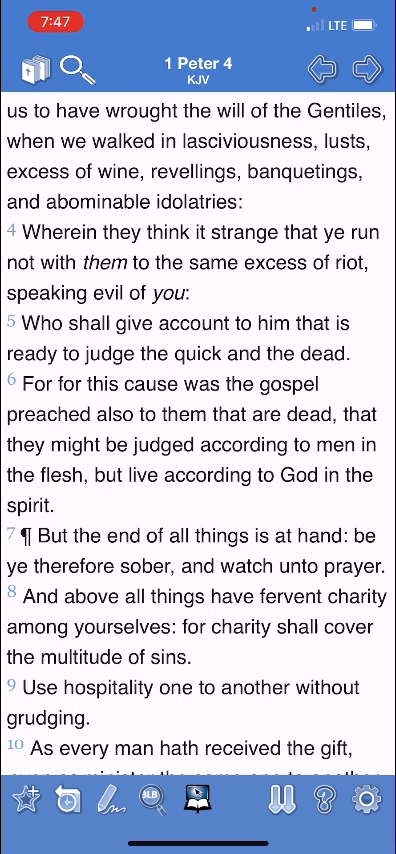 7:47
LTE
1 Peter 4
KJV
us to have wrought the will of the Gentiles,
when we walked in lasciviousness, lusts,
excess of wine, revellings, banquetings,
and abominable idolatries:
4 Wherein they think it strange that ye run
not with them to the same excess of riot,
speaking evil of you:
5 Who shall give account to him that is
ready to judge the quick and the dead.
6 For for this cause was the gospel
preached also to them that are dead, that
they might be judged according to men in
the flesh, but live according to God in the
spirit.
7 ¶ But the end of all things is at hand: be
ye therefore sober, and watch unto prayer.
8 And above all things have fervent charity
among yourselves: for charity shall cover
the multitude of sins.
9 Use hospitality one to another without
grudging.
10 As every man hath received the gift,
BLB